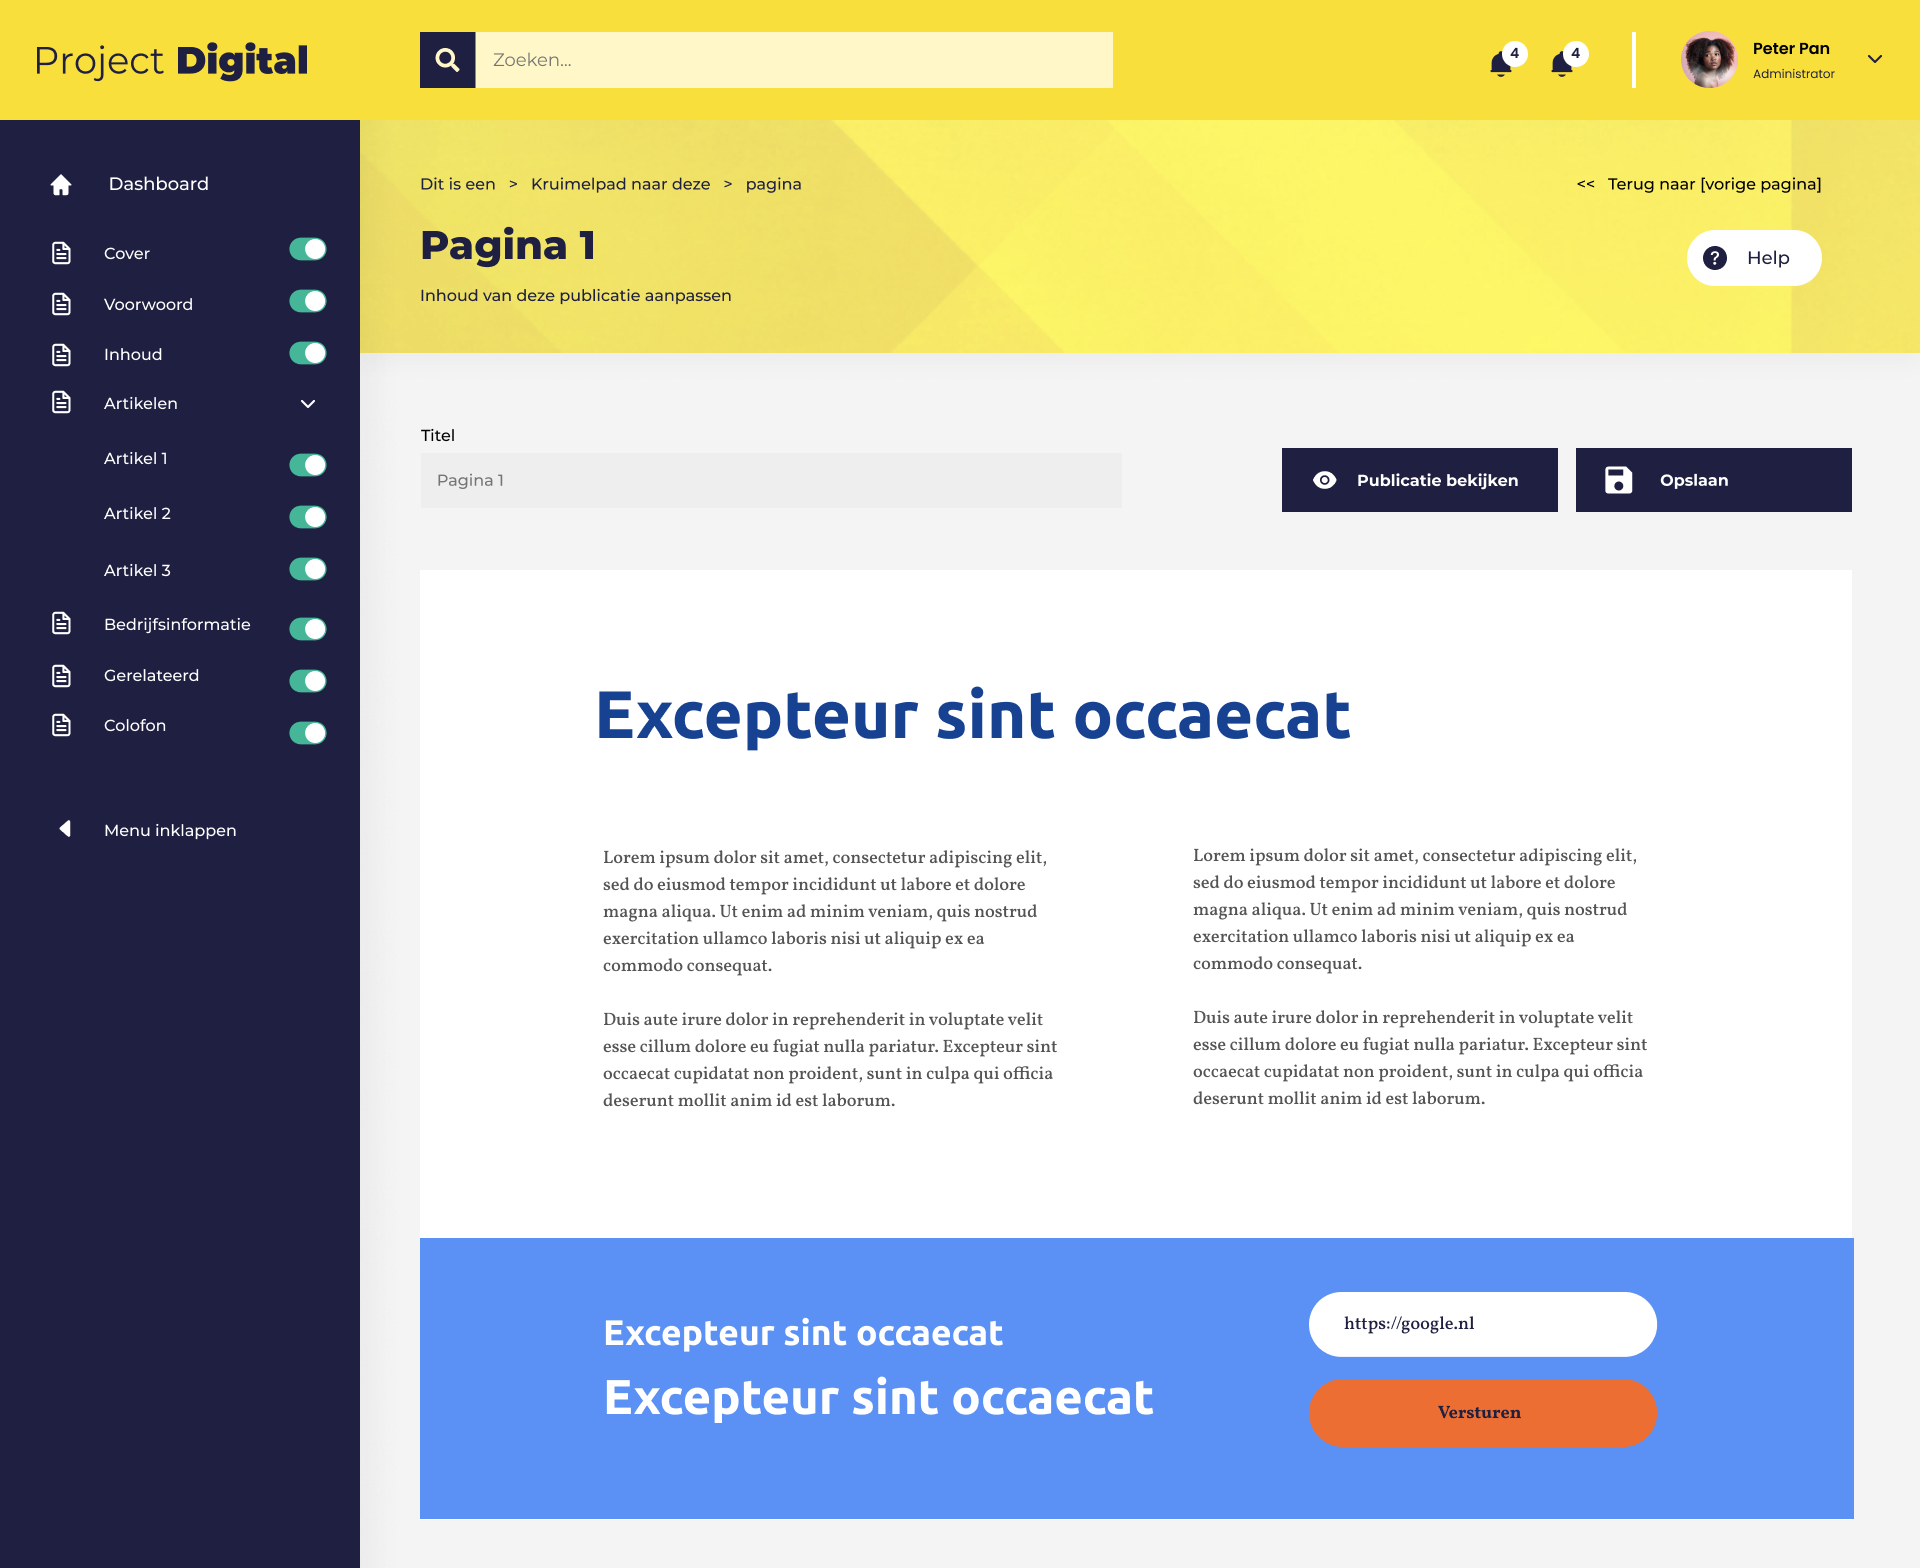 Project Digital
Zoeken...
4
4
Peter Pan
Administrator
Dashboard
Cover
Voorwoord
Inhoud
Artikelen
Artikel 1
Artikel 2
Artikel 3
Bedrijfsinformatie
Gerelateerd
Colofon
Menu inklappen
Dit is een > Kruimelpad naar deze > pagina
<< Terug naar [vorige pagina]
Pagina 1
Inhoud van deze publicatie aanpassen
? Help
Titel
Pagina 1
Publicatie bekijken
Opslaan
Excepteur sint occaecat
Lorem ipsum dolor sit amet, consectetur adipiscing elit,
sed do eiusmod tempor incididunt ut labore et dolore
magna aliqua. Ut enim ad minim veniam, quis nostrud
exercitation ullamco laboris nisi ut aliquip ex ea
commodo consequat.
Duis aute irure dolor in reprehenderit in voluptate velit
esse cillum dolore eu fugiat nulla pariatur. Excepteur sint
occaecat cupidatat non proident, sunt in culpa qui officia
deserunt mollit anim id est laborum.
Lorem ipsum dolor sit amet, consectetur adipiscing elit,
sed do eiusmod tempor incididunt ut labore et dolore
magna aliqua. Ut enim ad minim veniam, quis nostrud
exercitation ullamco laboris nisi ut aliquip ex ea
commodo consequat.
Duis aute irure dolor in reprehenderit in voluptate velit
esse cillum dolore eu fugiat nulla pariatur. Excepteur sint
occaecat cupidatat non proident, sunt in culpa qui officia
deserunt mollit anim id est laborum.
Excepteur sint occaecat
Excepteur sint occaecat
https://google.nl
Versturen